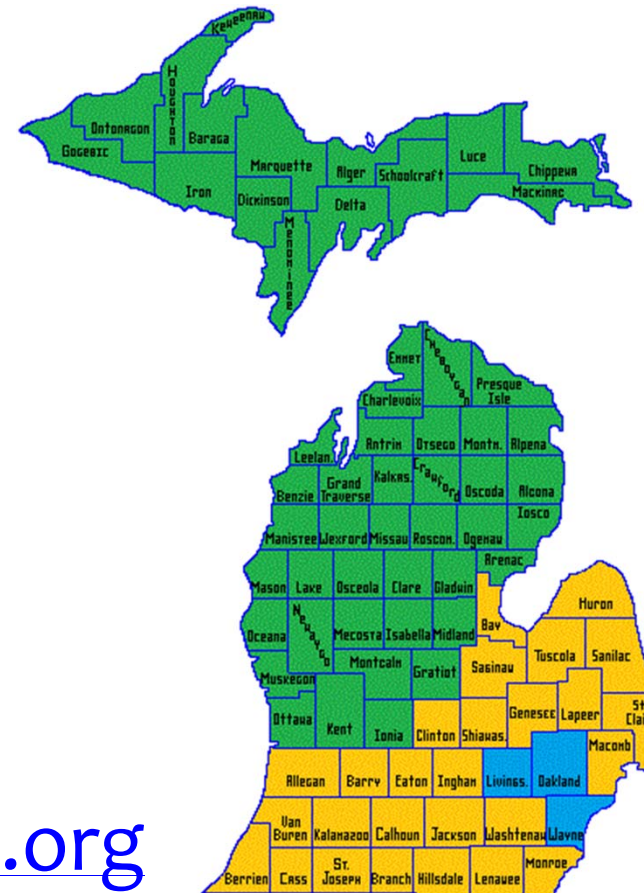 Keweenaw
Houghton
Ontonagon
Baraga
Gogebic
Marquette
Alger
Luce
Schoolcraft
Chippewa
Iron
Dickinson
Delta
Mackinac
Menominee
Emmet
Cheboygan
Presque
Isle
Charlevoix
Antrim
Otsego
Montm.
Alpena
Leelan.
Benzie
Grand
Traverse
Kalkas.
Crawford
Oscoda
Alcona
Iosco
Manistee
Wexford
Missau
Roscom.
Ogemaw
Arenac
Mason
Lake
Osceola
Clare
Gladwin
Huron
Bay
Oceana
Newaygo
Mecosta
Isabella
Midland
Tuscola
Sanilac
Saginaw
Montcalm
Gratiot
Muskegon
Genesee
Lapeer
St
Clai
Ottawa
Kent
Ionia
Clinton
Shiawas.
Macomb
Allegan
Barry
Eaton
Ingham
Livings.
Oakland
Van
Buren
Kalamazoo
Calhoun
Jackson
Washtenaw
Wayne
.org
Berrien
Cass
St.
Joseph
Branch
Hillsdale
Lenawee
Monroe